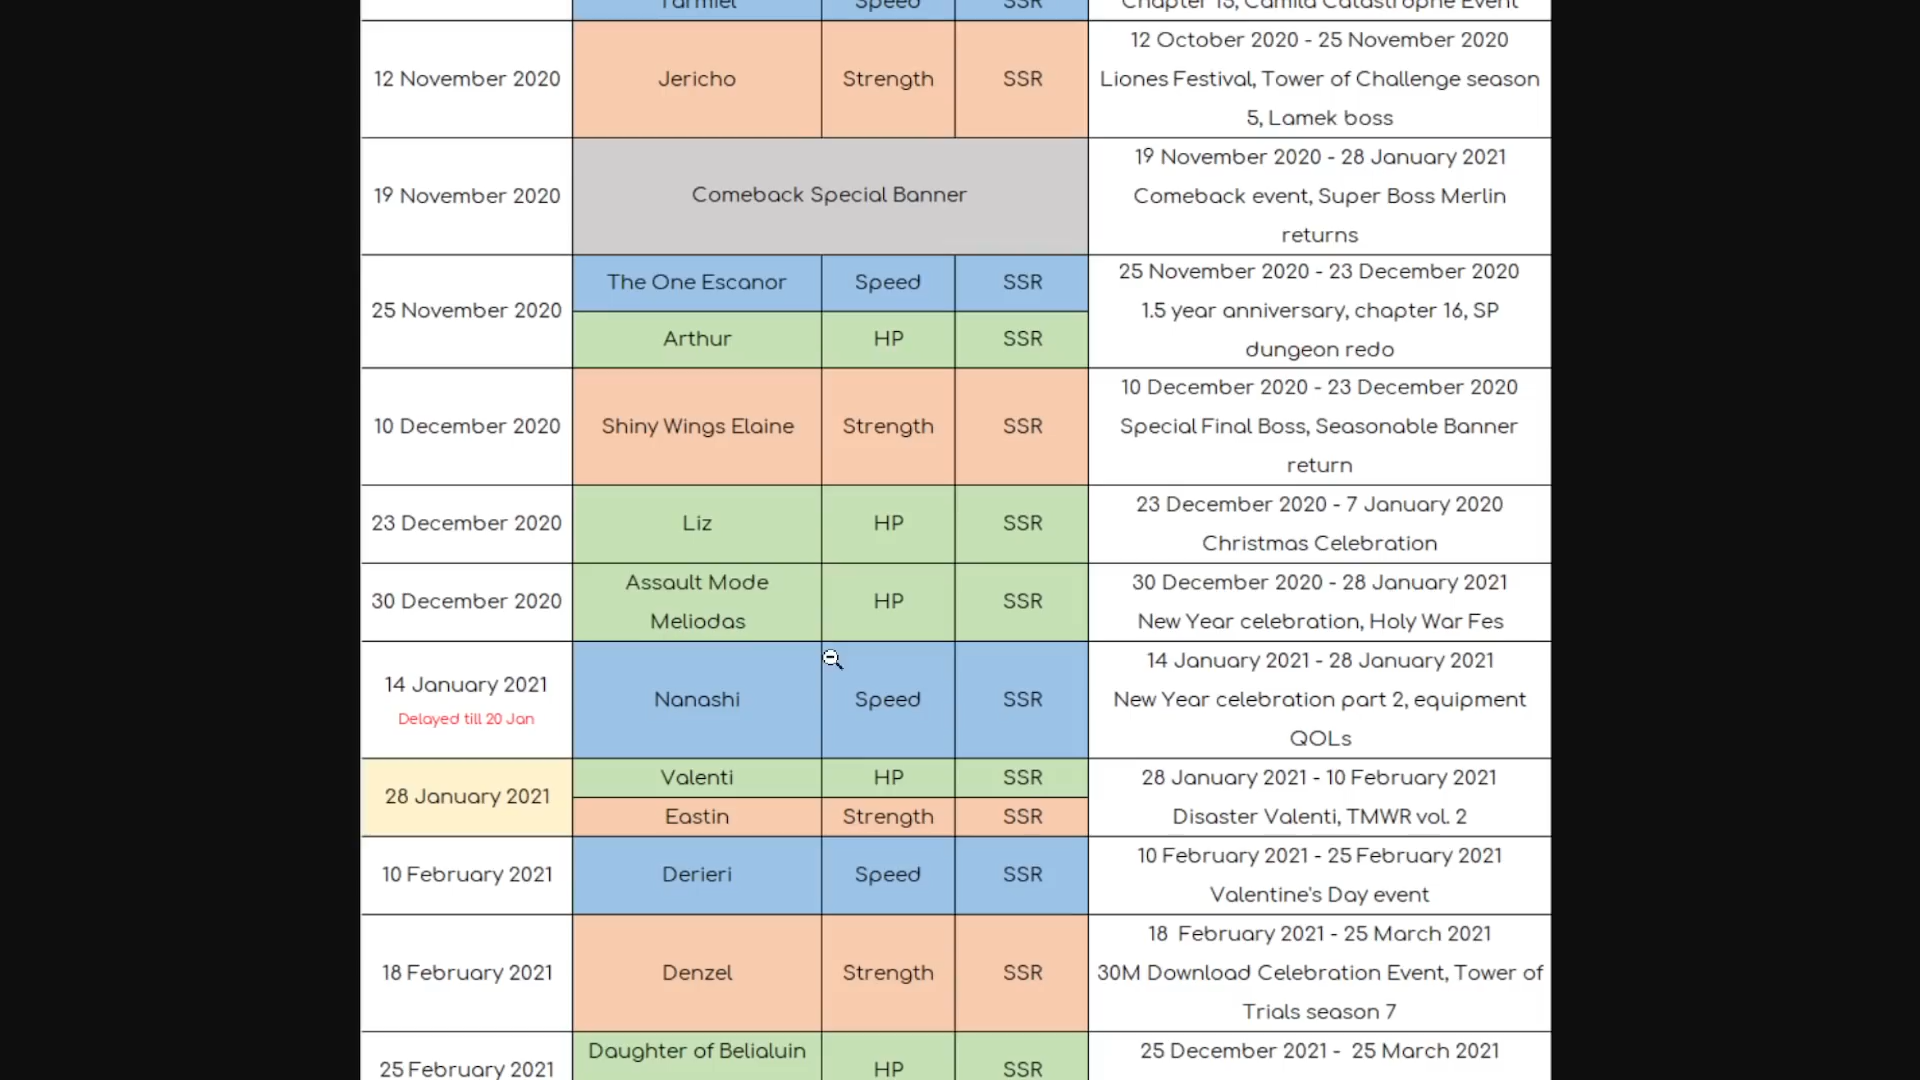 Tarmiel Speed SSR Chapter 15, Camila Catastrophe Event
12 November 2020
Jericho
Strength
SSR
12 October 2020 - 25 November 2020
Liones Festival, Tower of Challenge season
5, Lamek boss
19 November 2020
Comeback Special Banner
19 November 2020 - 28 January 2021
Comeback event, Super Boss Merlin
returns
25 November 2020
The One Escanor
Speed
SSR
Arthur
HP
SSR
25 November 2020 - 23 December 2020
1.5 year anniversary, chapter 16, SP
dungeon redo
10 December 2020
Shiny Wings Elaine
Strength
SSR
10 December 2020 - 23 December 2020
Special Final Boss, Seasonable Banner
return
23 December 2020
Liz
HP
SSR
23 December 2020 - 7 January 2020
Christmas Celebration
30 December 2020
Assault Mode
Meliodas
HP
SSR
30 December 2020 - 28 January 2021
New Year celebration, Holy War Fes
14 January 2021
Delayed till 20 Jan
Nanashi
Speed
SSR
14 January 2021 - 28 January 2021
New Year celebration part 2, equipment
QOLs
28 January 2021
Valenti
HP
SSR
Eastin
Strength
SSR
28 January 2021 - 10 February 2021
Disaster Valenti, TMWR vol. 2
10 February 2021
Derieri
Speed
SSR
10 February 2021 - 25 February 2021
Valentine's Day event
18 February 2021
Denzel
Strength
SSR
18 February 2021 - 25 March 2021
30M Download Celebration Event, Tower of
Trials season 7
25 February 2021
Daughter of Belialuin
HP
SSR
25 December 2021 - 25 March 2021